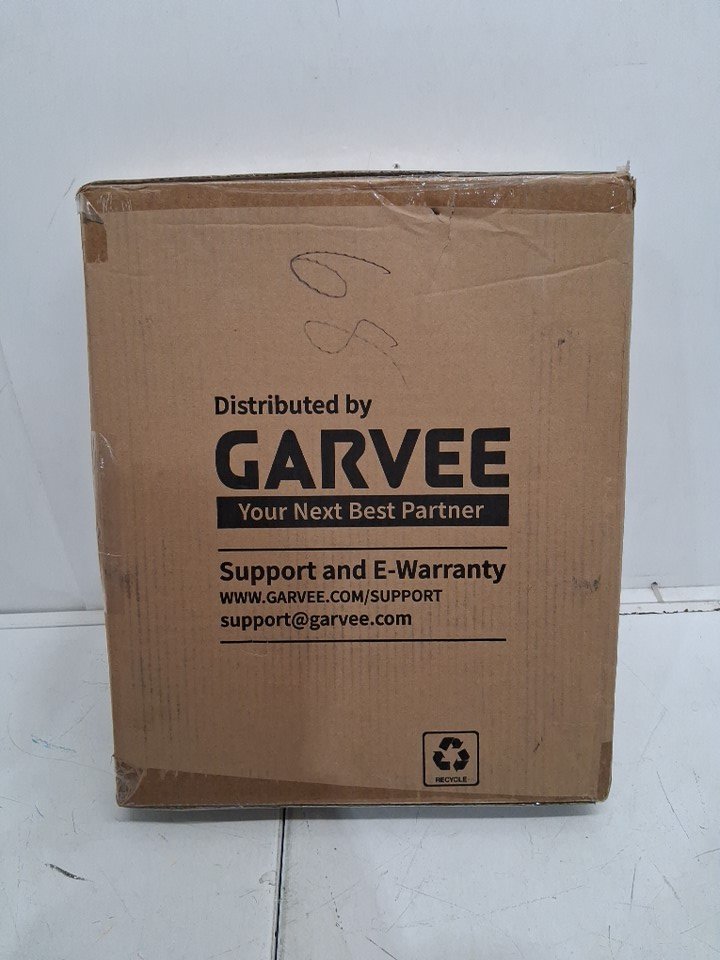 Distributed by
GARVEE
Your Next Best Partner
Support and E-Warranty
WWW.GARVEE.COM/SUPPORT
support@garvee.com
RECYCLE